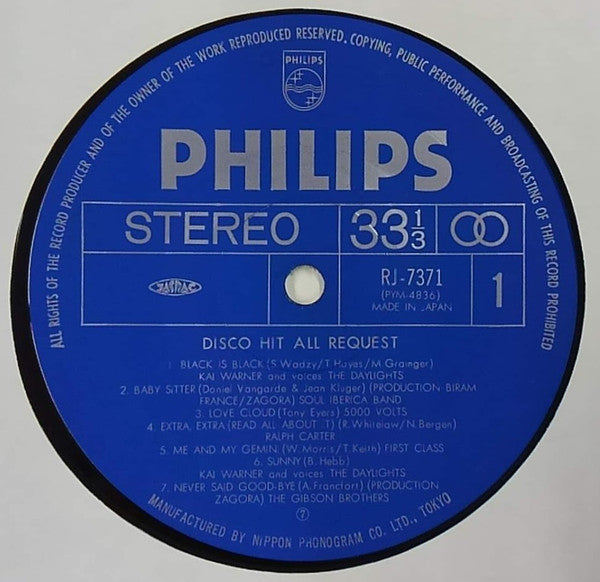 ALL RIGHTS OF THE RECORD PRODUCER AND OF THE OWNER OF THE WORK REPRODUCED RESERVED. COPYING, PUBLIC PERFORMANCE AND BROADCASTING OF THIS RECORD PROHIBITED
PHILIPS
PHILIPS
STEREO 33 1/3
JASRAC RJ-7371 1
(PYM-4836)
MADE IN JAPAN
DISCO HIT ALL REQUEST
1. BLACK IS BLACK (S Wadzy/T Hayes/M Grainger)
KAI WARNER and voices THE DAYLIGHTS
2. BABY SITTER (Daniel Vangarde & Jean Kluger) (PRODUCTION BIRAM
FRANCE/ZAGORA) SOUL IBERICA BAND
3. LOVE CLOUD (Tony Eyers) 5000 VOLTS
4. EXTRA, EXTRA (READ ALL ABOUT IT) (R. Whitelaw/N. Bergen)
RALPH CARTER
5. ME AND MY GEMINI (W. Morris/T. Keith) FIRST CLASS
6. SUNNY (B. Hebb)
KAI WARNER and voices THE DAYLIGHTS
7. NEVER SAID GOOD-BYE (A. Francfort) (PRODUCTION
ZAGORA) THE GIBSON BROTHERS
7
MANUFACTURED BY NIPPON PHONOGRAM CO. LTD., TOKYO